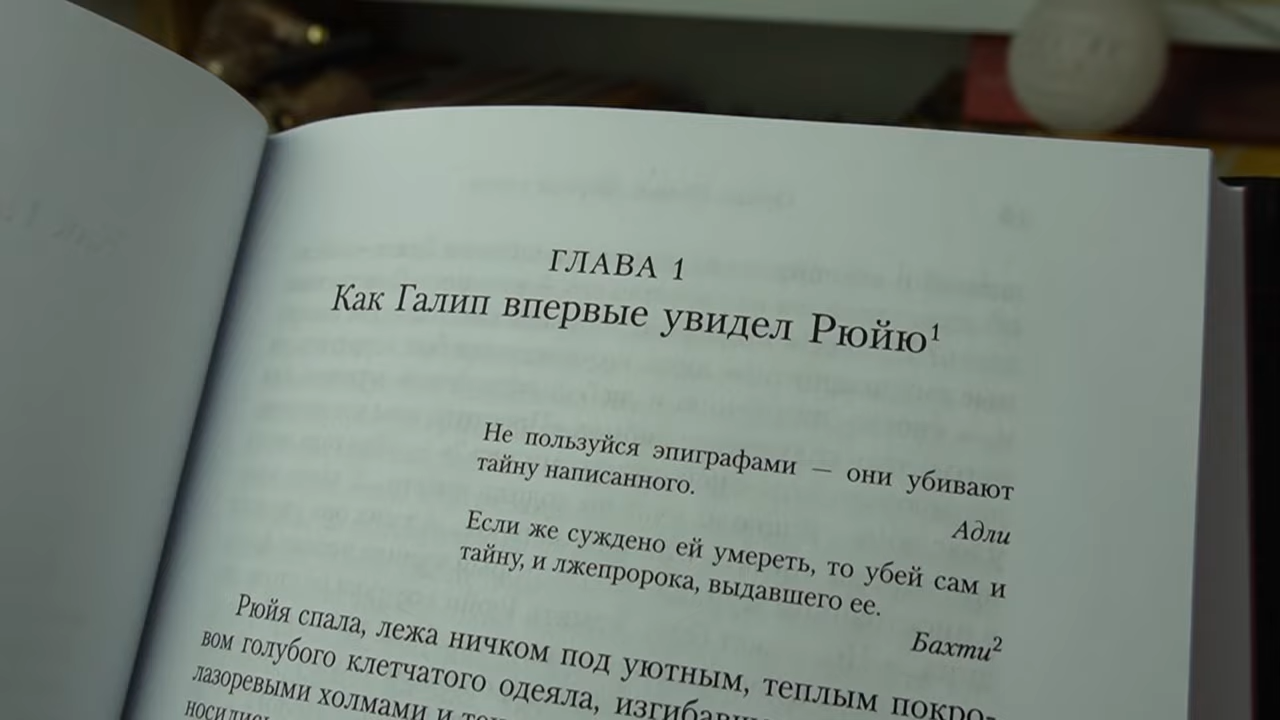 ГЛАВА 1
Как Галип впервые увидел Рюйю¹
Не пользуйся эпиграфами — они убивают
тайну написанного.
Адли
Если же суждено ей умереть, то убей сам и
тайну, и лжепророка, выдавшего ее.
Бахти²
Рюйя спала, лежа ничком под уютным, теплым покро-
вом голубого клетчатого одеяла,
лазоревыми холмами и